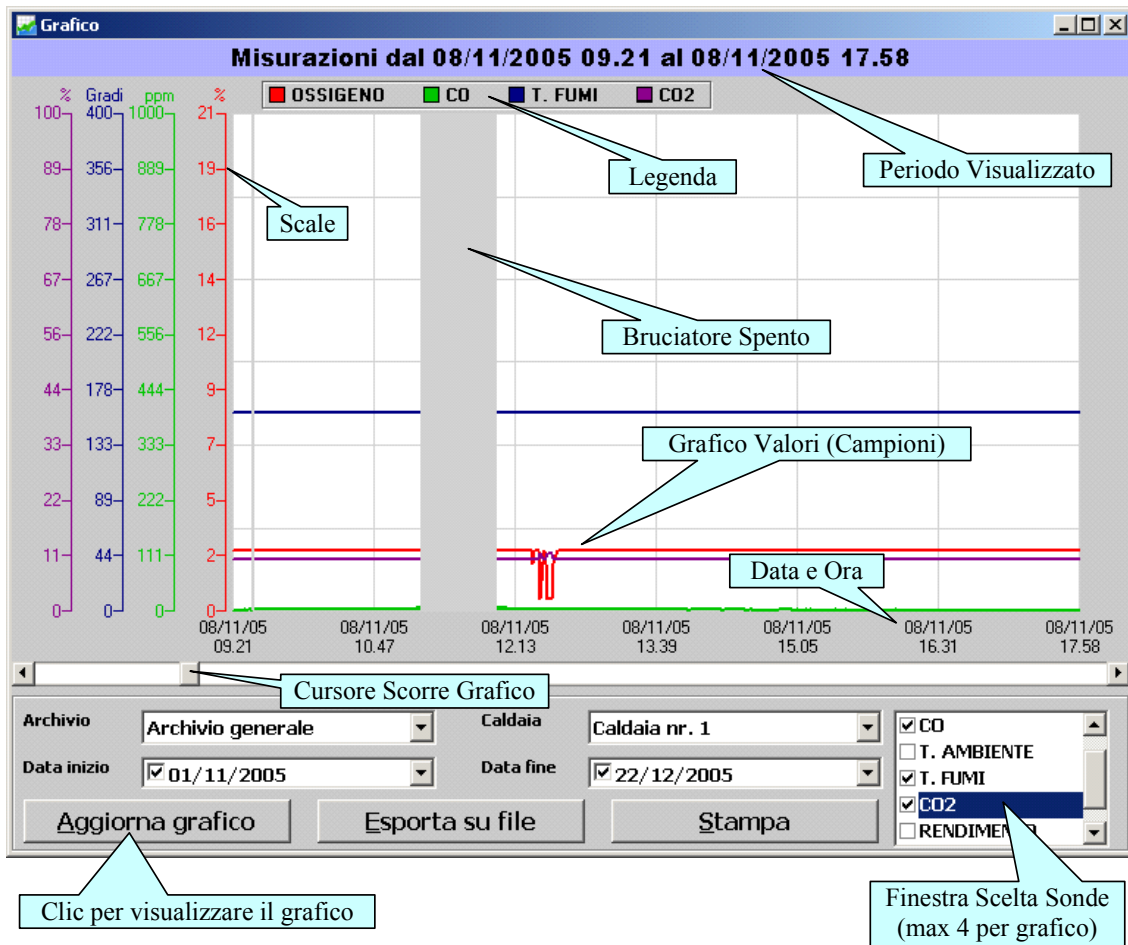 Grafico
Misurazioni dal 08/11/2005 09.21 al 08/11/2005 17.58
% Gradi ppm %
OSSIGENO CO T. FUMI CO2
100 400 1000 21
89 356 889 19
78 311 778 16
67 267 667 14
56 222 556 12
44 178 444 9
33 133 333 7
22 89 222 5
11 44 111 2
0 0 0 0
Legenda
Periodo Visualizzato
Scale
Bruciatore Spento
Grafico Valori (Campioni)
Data e Ora
08/11/05 08/11/05 08/11/05 08/11/05 08/11/05 08/11/05 08/11/05
09.21 10.47 12.13 13.39 15.05 16.31 17.58
Cursore Scorre Grafico
Archivio Archivio generale Caldaia Caldaia nr. 1
Data inizio 01/11/2005 Data fine 22/12/2005
Aggiorna grafico Esporta su file Stampa
CO
T. AMBIENTE
T. FUMI
CO2
Clic per visualizzare il grafico
Finestra Scelta Sonde
(max 4 per grafico)